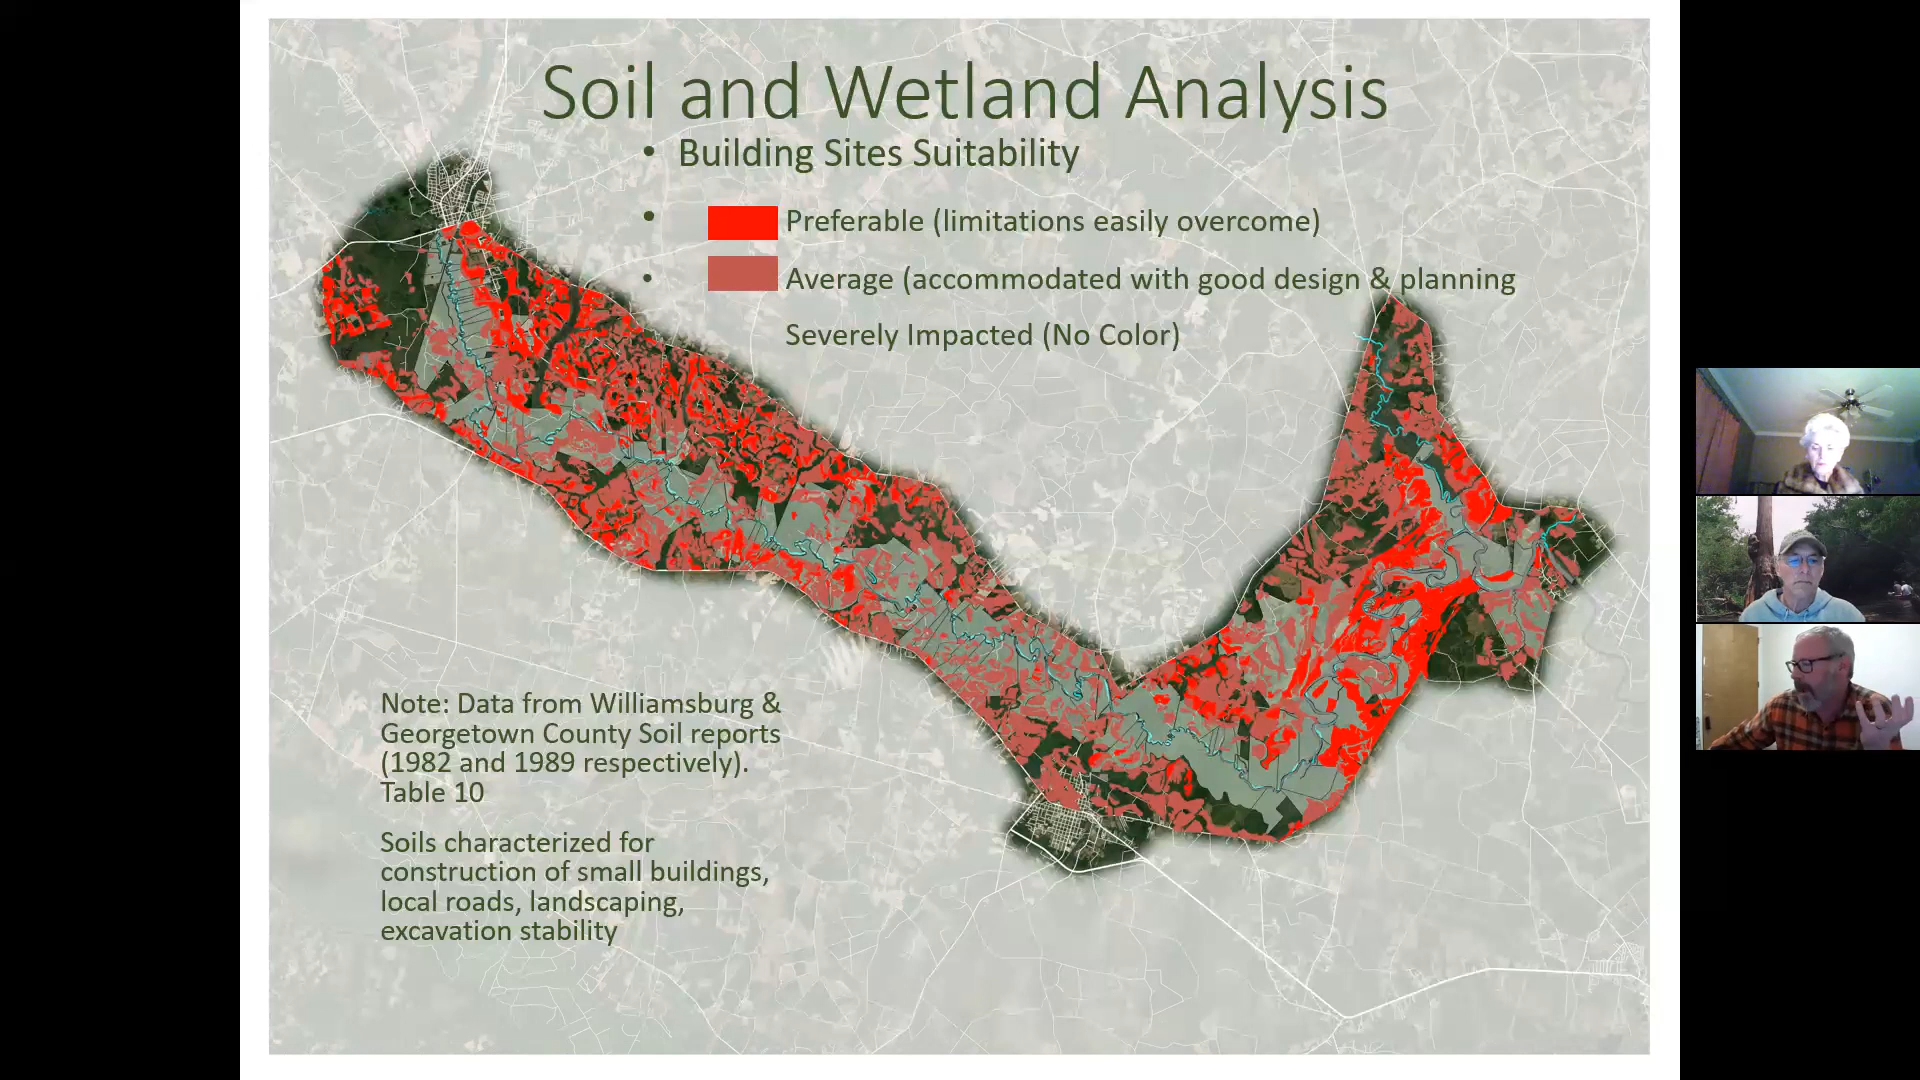 Soil and Wetland Analysis
• Building Sites Suitability
• Preferable (limitations easily overcome)
• Average (accommodated with good design & planning
Severely Impacted (No Color)
Note: Data from Williamsburg &
Georgetown County Soil reports
(1982 and 1989 respectively).
Table 10
Soils characterized for
construction of small buildings,
local roads, landscaping,
excavation stability